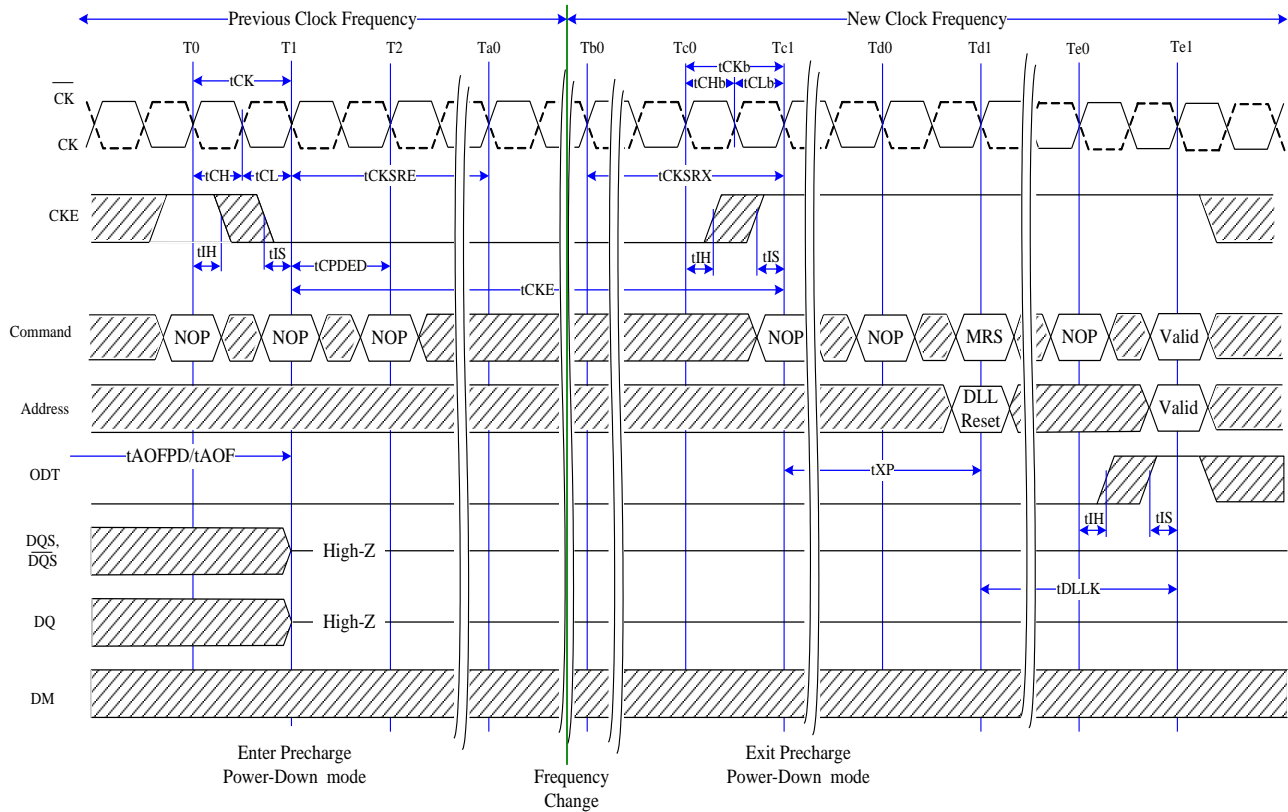 Previous Clock Frequency New Clock Frequency
T0 T1 T2 Ta0 Tb0 Tc0 Tc1 Td0 Td1 Te0 Te1
tCKb
tCK tCHb tCLb
CK
CK
tCH tCL tCKSRE tCKSRX
CKE
tIH tIS tCPDED tIH tIS
tCKE
Command NOP NOP NOP NOP NOP MRS NOP Valid
Address DLL Reset Valid
tAOFPD/tAOF
ODT tXP
tIH tIS
DQS, DQS High-Z
tDLLK
DQ High-Z
DM
Enter Precharge Power-Down mode
Frequency Change
Exit Precharge Power-Down mode